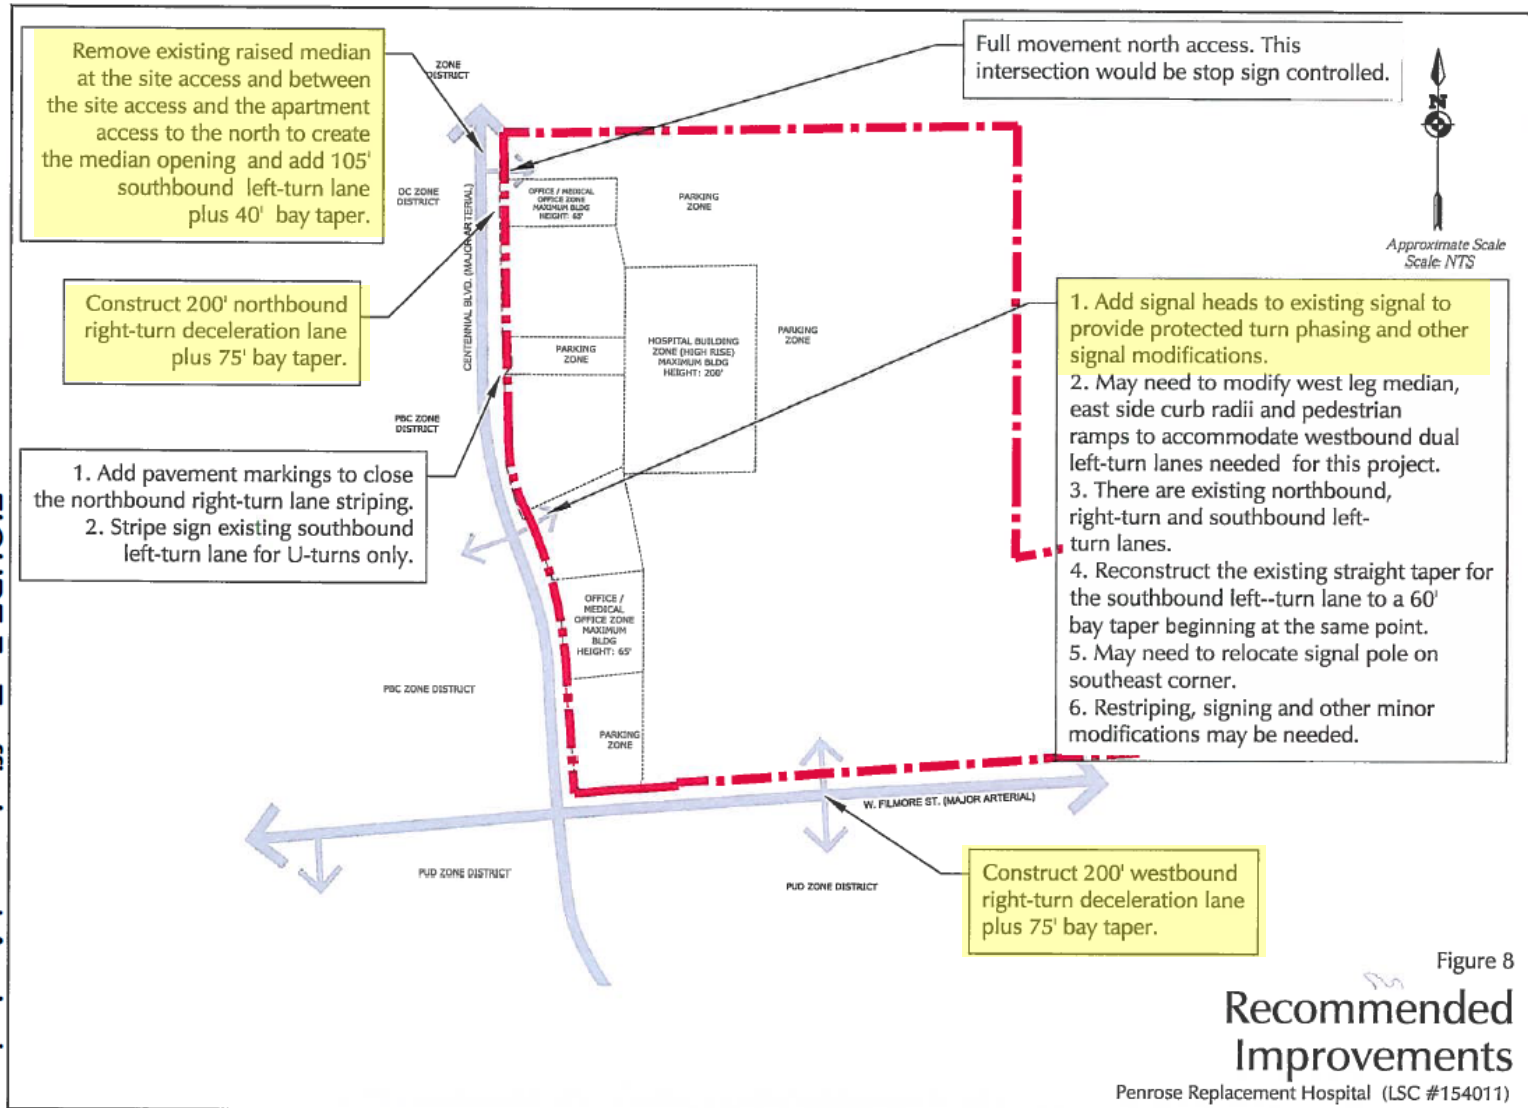 Remove existing raised median
at the site access and between
the site access and the apartment
access to the north to create
the median opening and add 105'
southbound left-turn lane
plus 40' bay taper.
ZONE
DISTRICT
Full movement north access. This
intersection would be stop sign controlled.
N
Approximate Scale
Scale: NTS
DC ZONE
DISTRICT
CENTENNIAL BLVD. (MAJOR ARTERIAL)
OFFICE / MEDICAL
OFFICE ZONE
MAXIMUM BLDG
HEIGHT: 65'
PARKING
ZONE
Construct 200' northbound
right-turn deceleration lane
plus 75' bay taper.
PARKING
ZONE
HOSPITAL BUILDING
ZONE (HIGH RISE)
MAXIMUM BLDG
HEIGHT: 200'
PARKING
ZONE
1. Add signal heads to existing signal to
provide protected turn phasing and other
signal modifications.
2. May need to modify west leg median,
east side curb radii and pedestrian
ramps to accommodate westbound dual
left-turn lanes needed for this project.
3. There are existing northbound,
right-turn and southbound left-
turn lanes.
4. Reconstruct the existing straight taper for
the southbound left--turn lane to a 60'
bay taper beginning at the same point.
5. May need to relocate signal pole on
southeast corner.
6. Restriping, signing and other minor
modifications may be needed.
PBC ZONE
DISTRICT
1. Add pavement markings to close
the northbound right-turn lane striping.
2. Stripe sign existing southbound
left-turn lane for U-turns only.
OFFICE /
MEDICAL
OFFICE ZONE
MAXIMUM
BLDG
HEIGHT: 65'
PBC ZONE DISTRICT
PARKING
ZONE
W. FILMORE ST. (MAJOR ARTERIAL)
PUD ZONE DISTRICT
PUD ZONE DISTRICT
Construct 200' westbound
right-turn deceleration lane
plus 75' bay taper.
Figure 8
Recommended
Improvements
Penrose Replacement Hospital (LSC #154011)